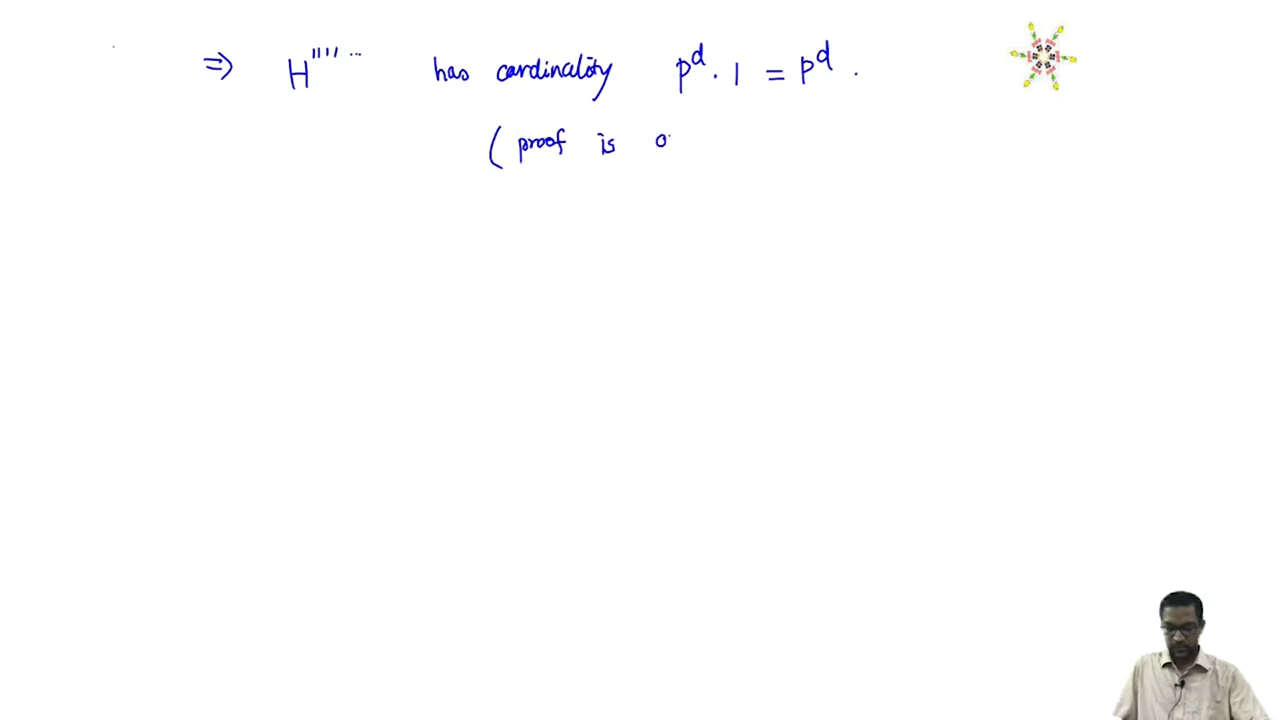 ⇒ H'''''... has cardinality p^d · 1 = p^d .
( proof is o